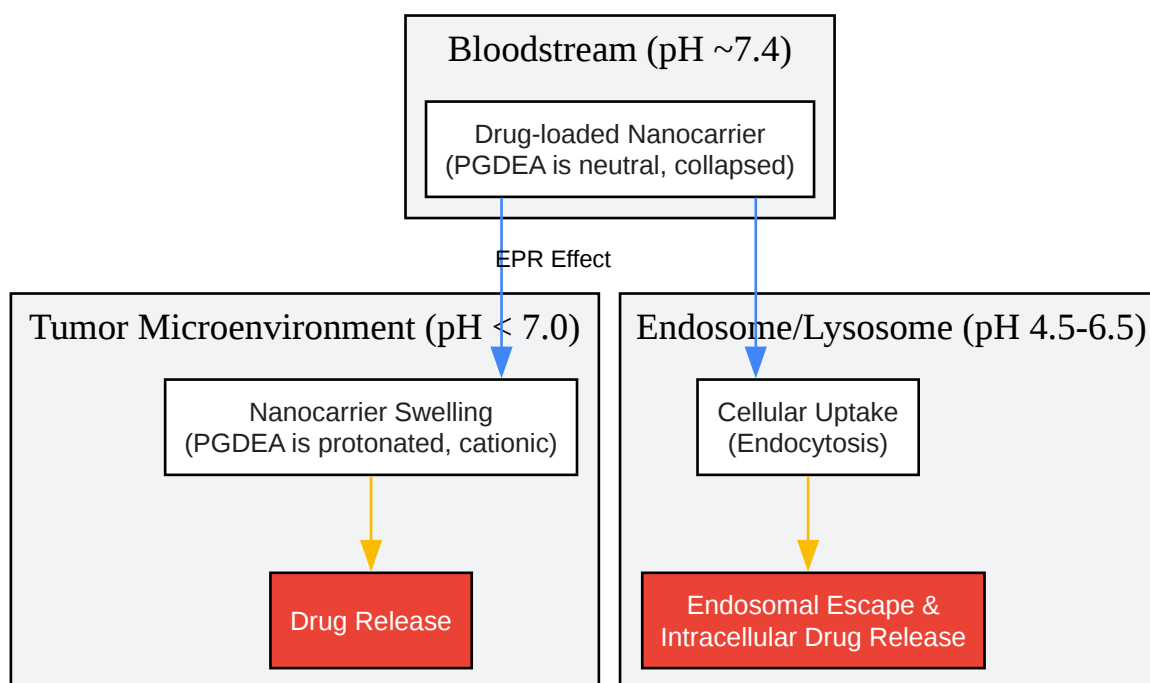 Bloodstream (pH ~7.4)
Drug-loaded Nanocarrier
(PGDEA is neutral, collapsed)
EPR Effect
Tumor Microenvironment (pH < 7.0)
Nanocarrier Swelling
(PGDEA is protonated, cationic)
Drug Release
Endosome/Lysosome (pH 4.5-6.5)
Cellular Uptake
(Endocytosis)
Endosomal Escape &
Intracellular Drug Release